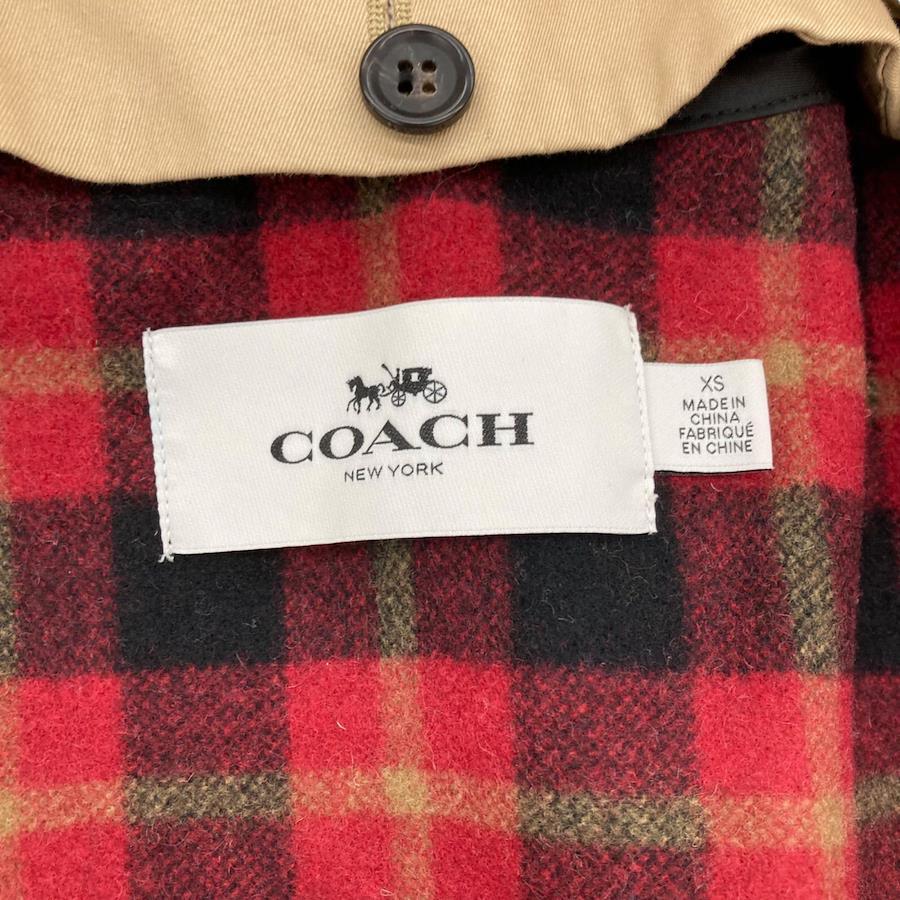 COACH
NEW YORK
XS
MADE IN
CHINA
FABRIQUÉ
EN CHINE